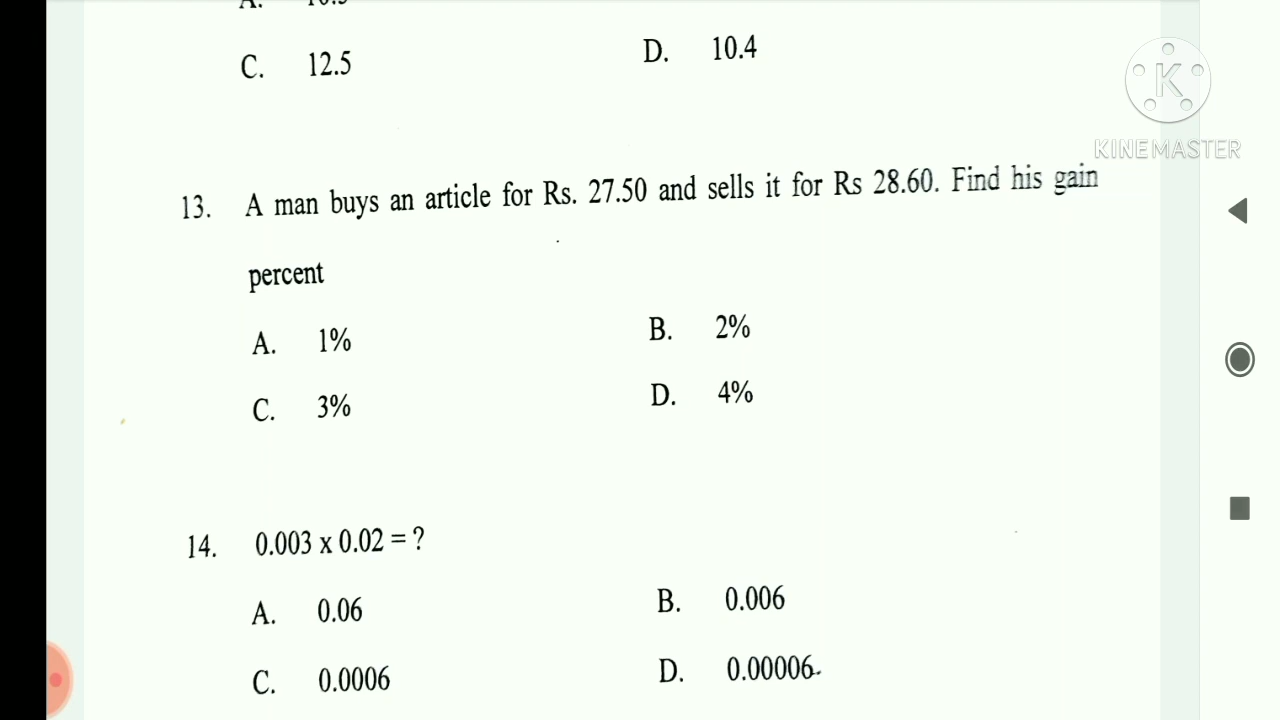 C. 12.5 D. 10.4
K
KINEMASTER
13. A man buys an article for Rs. 27.50 and sells it for Rs 28.60. Find his gain
percent
A. 1% B. 2%
C. 3% D. 4%
14. 0.003 x 0.02 = ?
A. 0.06 B. 0.006
C. 0.0006 D. 0.00006